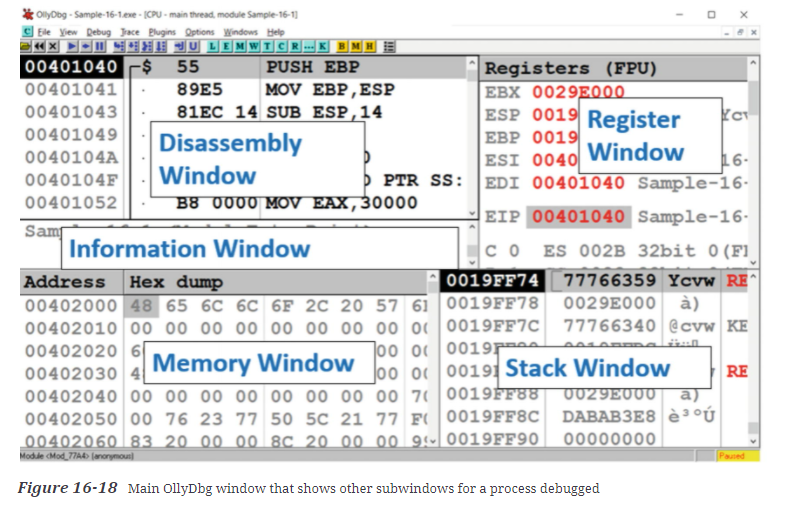 OllyDbg - Sample-16-1.exe - [CPU - main thread, module Sample-16-1]
C File View Debug Trace Plugins Options Windows Help
L E M W T C R ... K B M H
00401040 $ 55 PUSH EBP
00401041 . 89E5 MOV EBP,ESP
00401043 . 81EC 14 SUB ESP,14
00401049
0040104A
0040104F PTR SS:
00401052 . B8 0000 MOV EAX,30000
Disassembly
Window
Registers (FPU)
EBX 0029E000
ESP 0019
EBP 0019
ESI 0040 16-
EDI 00401040 Sample-16-
EIP 00401040 Sample-16-
C 0 ES 002B 32bit 0(F
Register
Window
Sam
Information Window
Address Hex dump
00402000 48 65 6C 6C 6F 2C 20 57 6
00402010 00 00 00 00 00 00 00 00 0
00402020 6 00 0
00402030 4 00 0
00402040 00 00 00 00 00 00 00 00 7
00402050 00 76 23 77 50 5C 21 77 F
00402060 83 20 00 00 8C 20 00 00 9
Memory Window
0019FF74 77766359 Ycvw RE
0019FF78 0029E000 à)
0019FF7C 77766340 @cvw KE
0019
0019 RE
0019FF88 0029E000 à)
0019FF8C DABAB3E8 è³ºÚ
0019FF90 00000000
Stack Window
Module <Mod_77A4> (anonymous) Paused
Figure 16-18 Main OllyDbg window that shows other subwindows for a process debugged